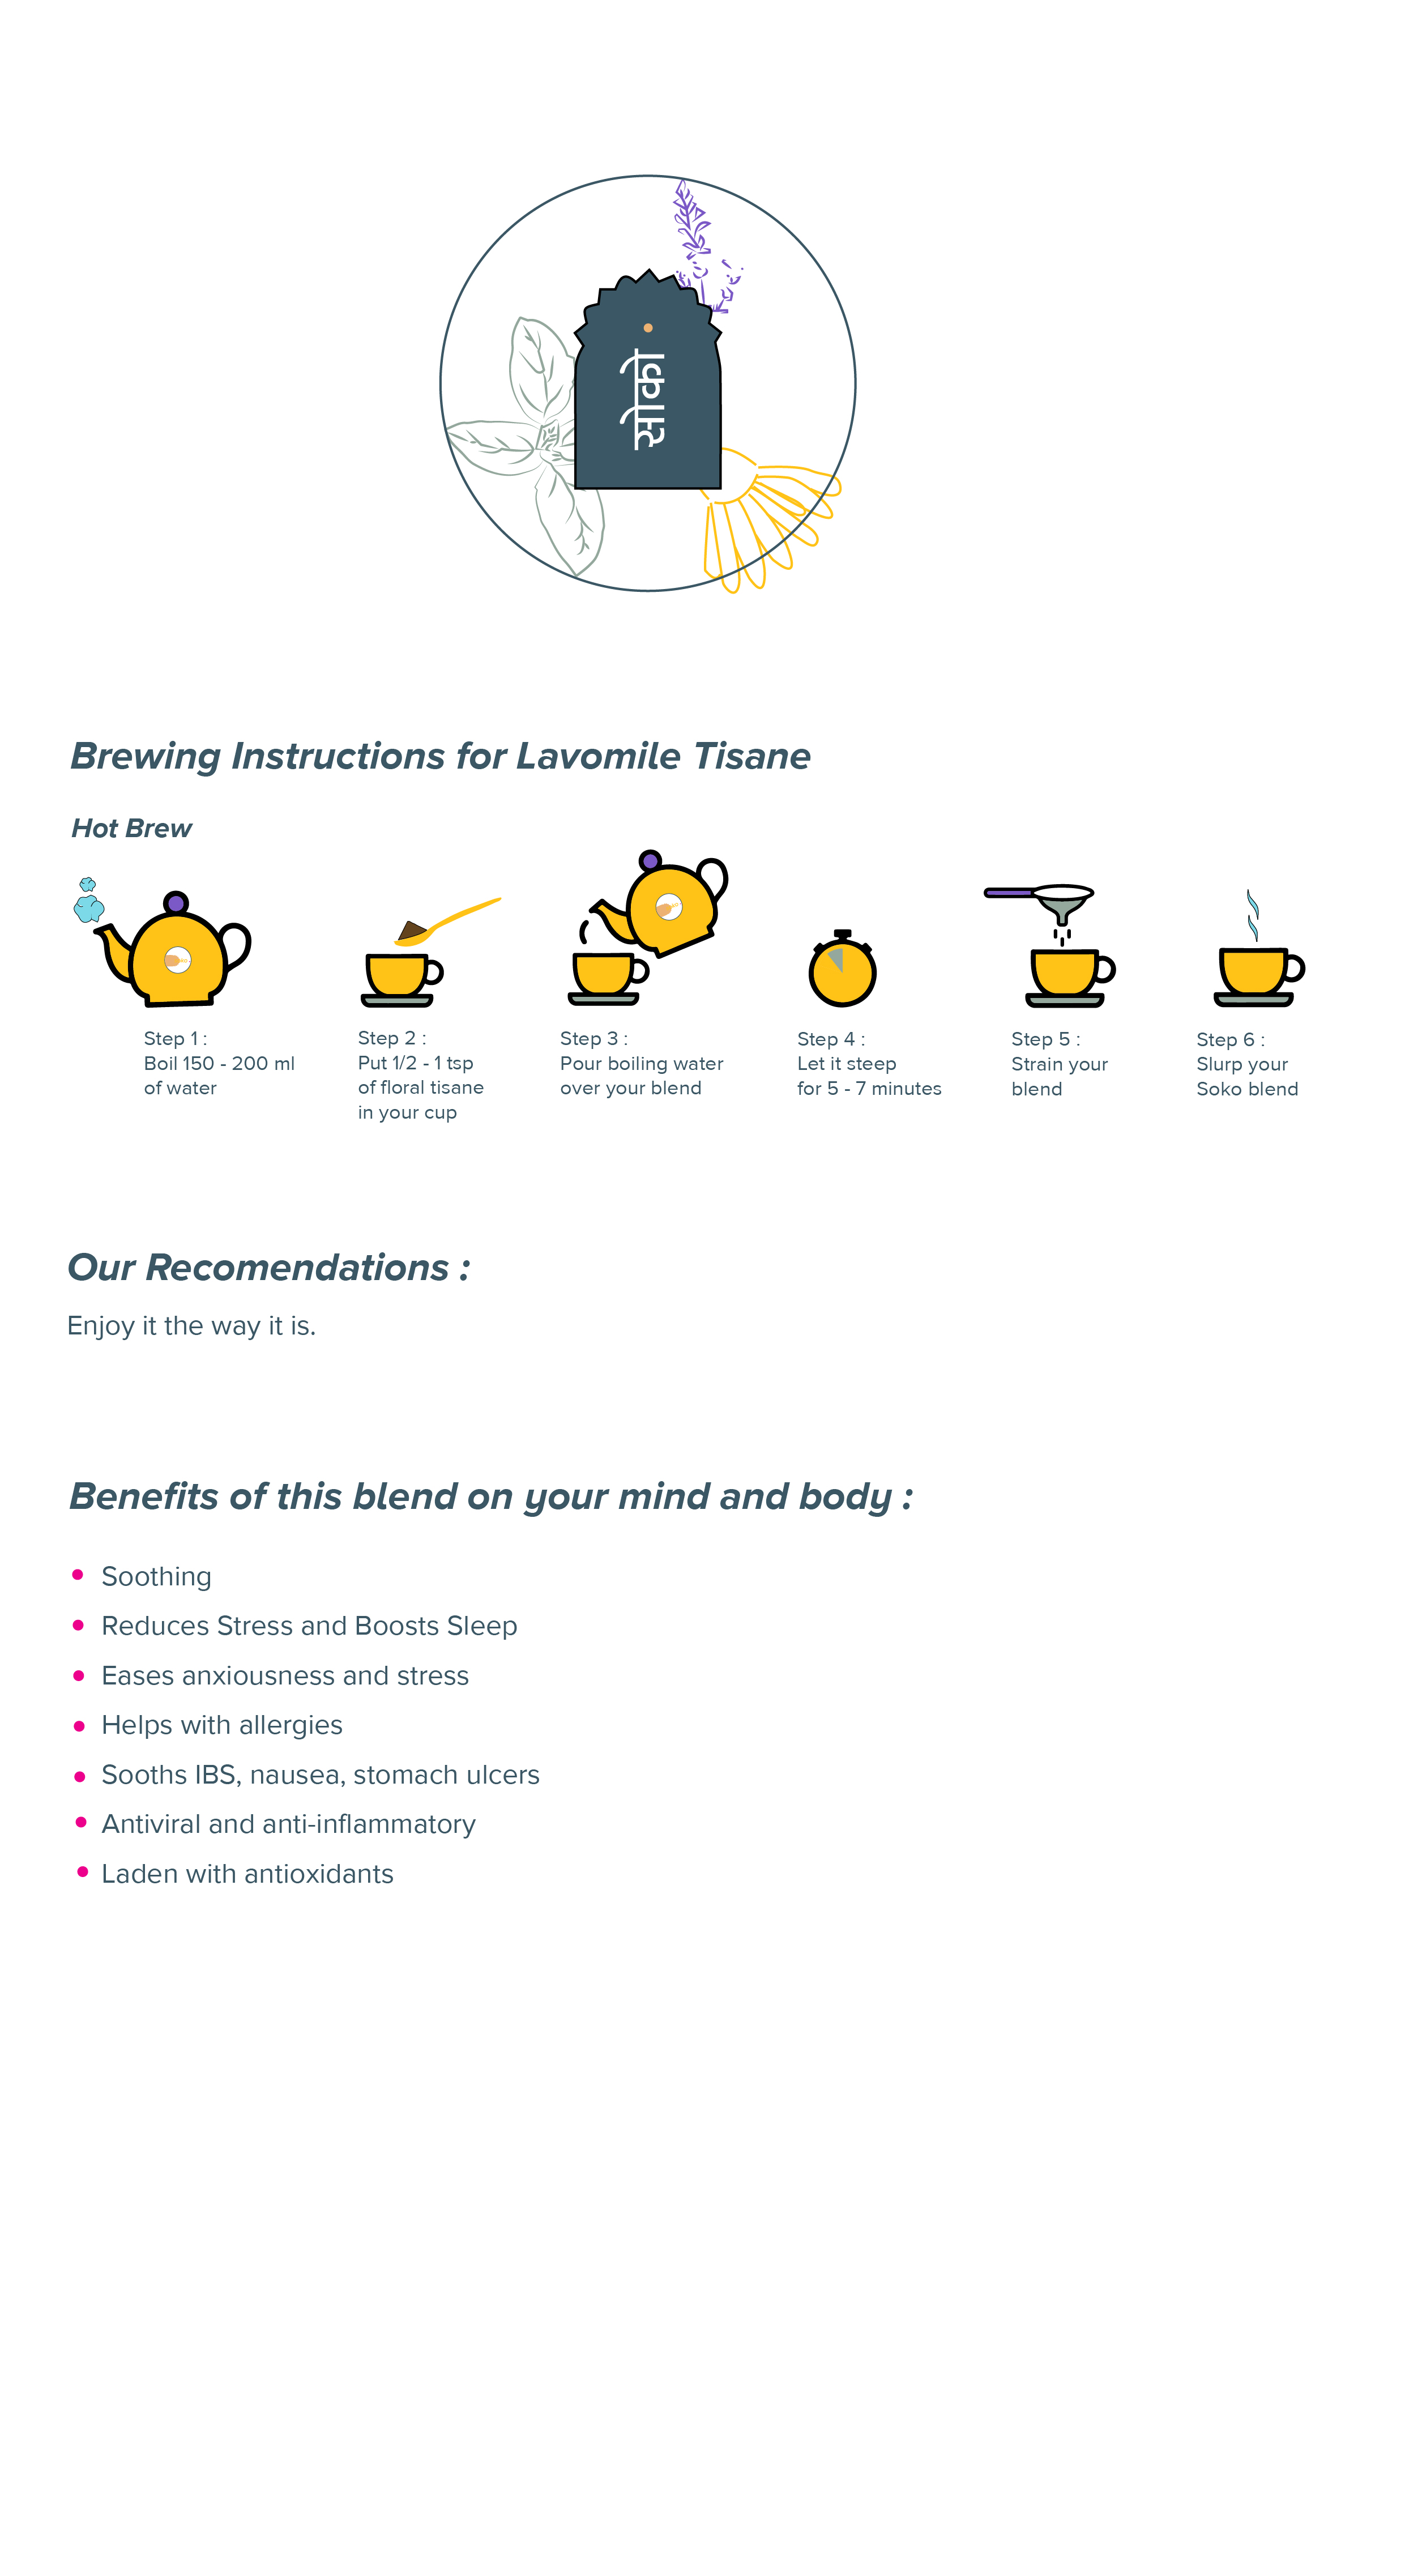 सोको
Brewing Instructions for Lavomile Tisane
Hot Brew
Step 1 :
Boil 150 - 200 ml
of water
Step 2 :
Put 1/2 - 1 tsp
of floral tisane
in your cup
Step 3 :
Pour boiling water
over your blend
Step 4 :
Let it steep
for 5 - 7 minutes
Step 5 :
Strain your
blend
Step 6 :
Slurp your
Soko blend
Our Recomendations :
Enjoy it the way it is.
Benefits of this blend on your mind and body :
Soothing
Reduces Stress and Boosts Sleep
Eases anxiousness and stress
Helps with allergies
Sooths IBS, nausea, stomach ulcers
Antiviral and anti-inflammatory
Laden with antioxidants